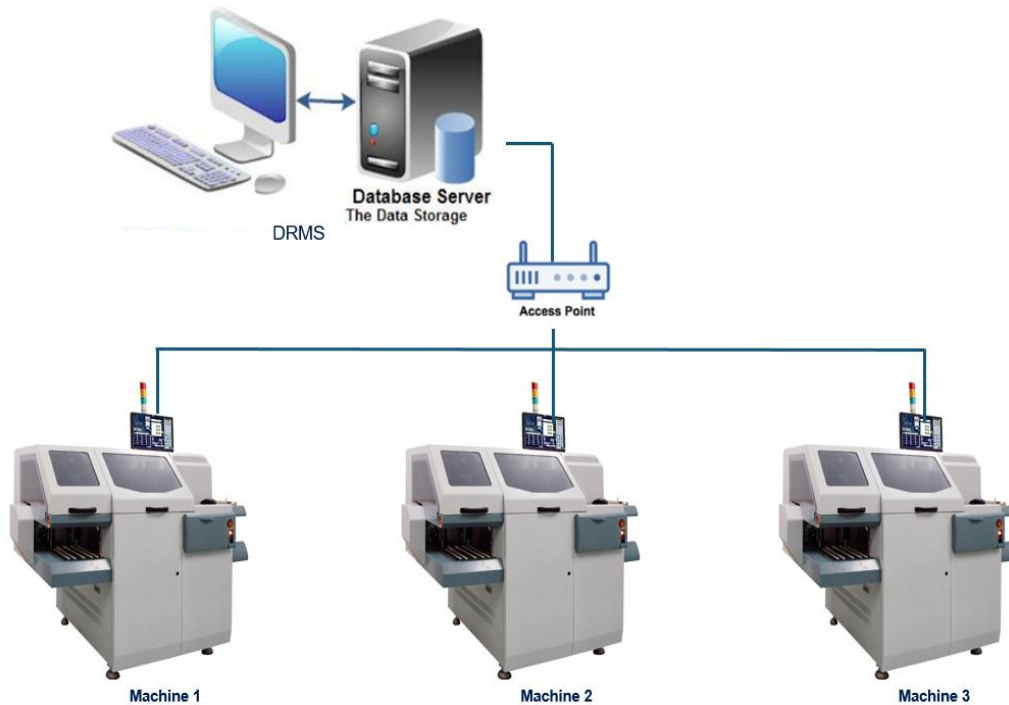 Database Server
The Data Storage
DRMS
Access Point
Machine 1
Machine 2
Machine 3